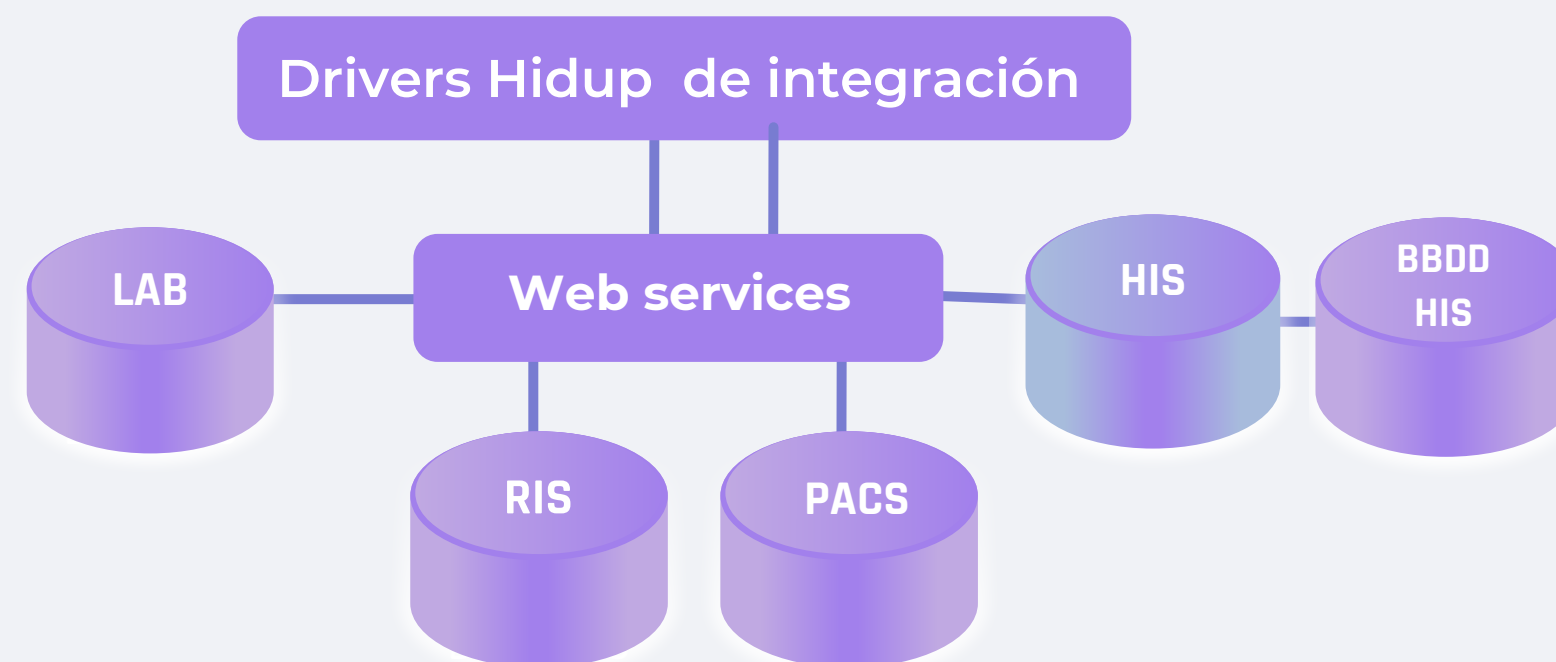 Drivers Hidup  de integración
LAB
Web services
HIS
BBDD
HIS
RIS
PACS